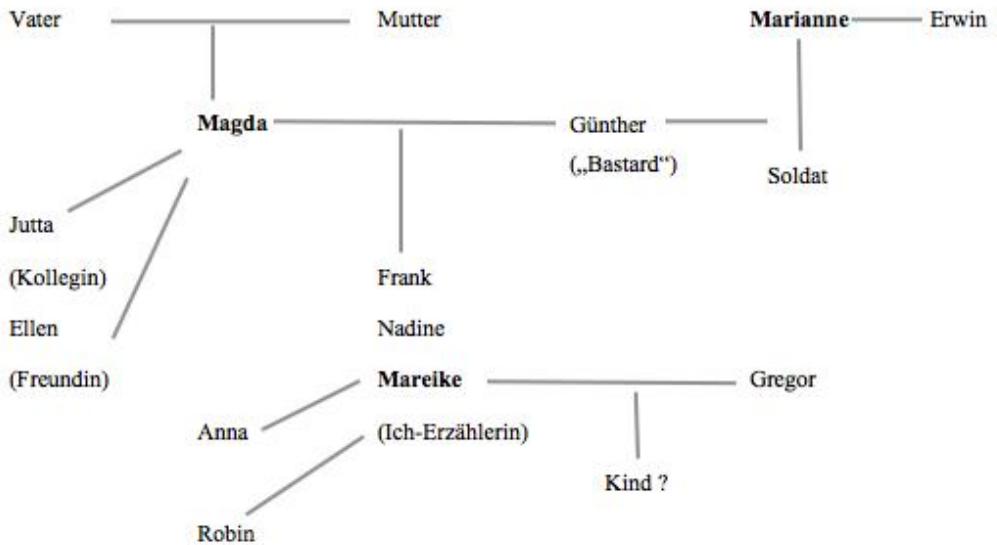 Vater Mutter Marianne Erwin
Magda Günther
(„Bastard“)
Soldat
Jutta
(Kollegin) Frank
Ellen Nadine
(Freundin) Mareike Gregor
Anna (Ich-Erzählerin)
Kind ?
Robin